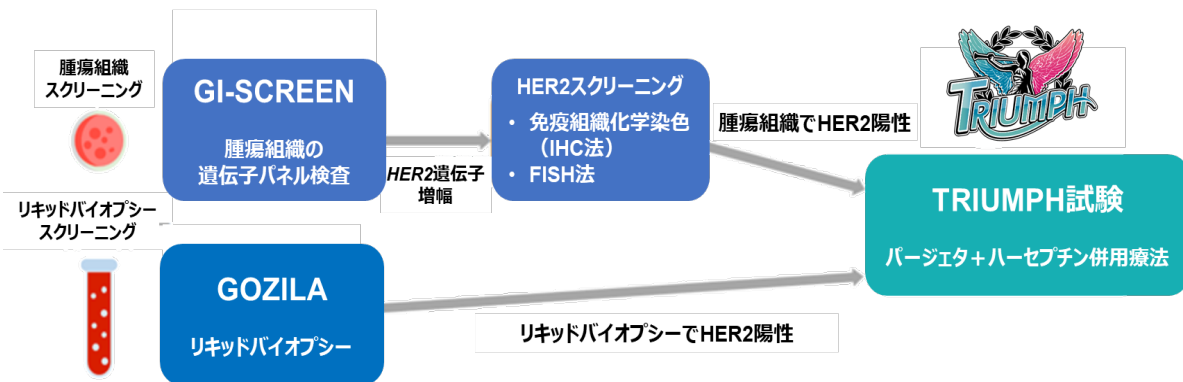 腫瘍組織
スクリーニング
GI-SCREEN
腫瘍組織の
遺伝子パネル検査
HER2遺伝子
増幅
HER2スクリーニング
• 免疫組織化学染色
（IHC法）
• FISH法
腫瘍組織でHER2陽性
TRIUMPH
TRIUMPH試験
パージェタ＋ハーセプチン併用療法
リキッドバイオプシー
スクリーニング
GOZILA
リキッドバイオプシー
リキッドバイオプシーでHER2陽性